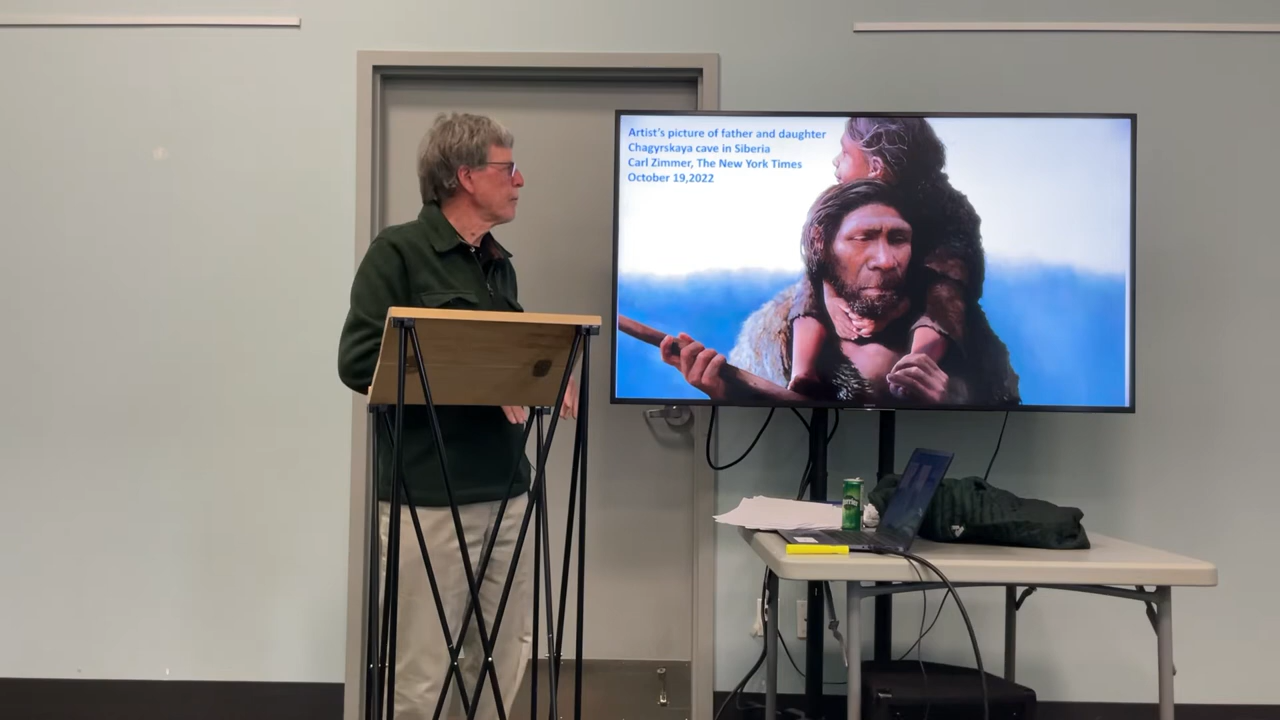 Artist's picture of father and daughter
Chagyrskaya cave in Siberia
Carl Zimmer, The New York Times
October 19,2022